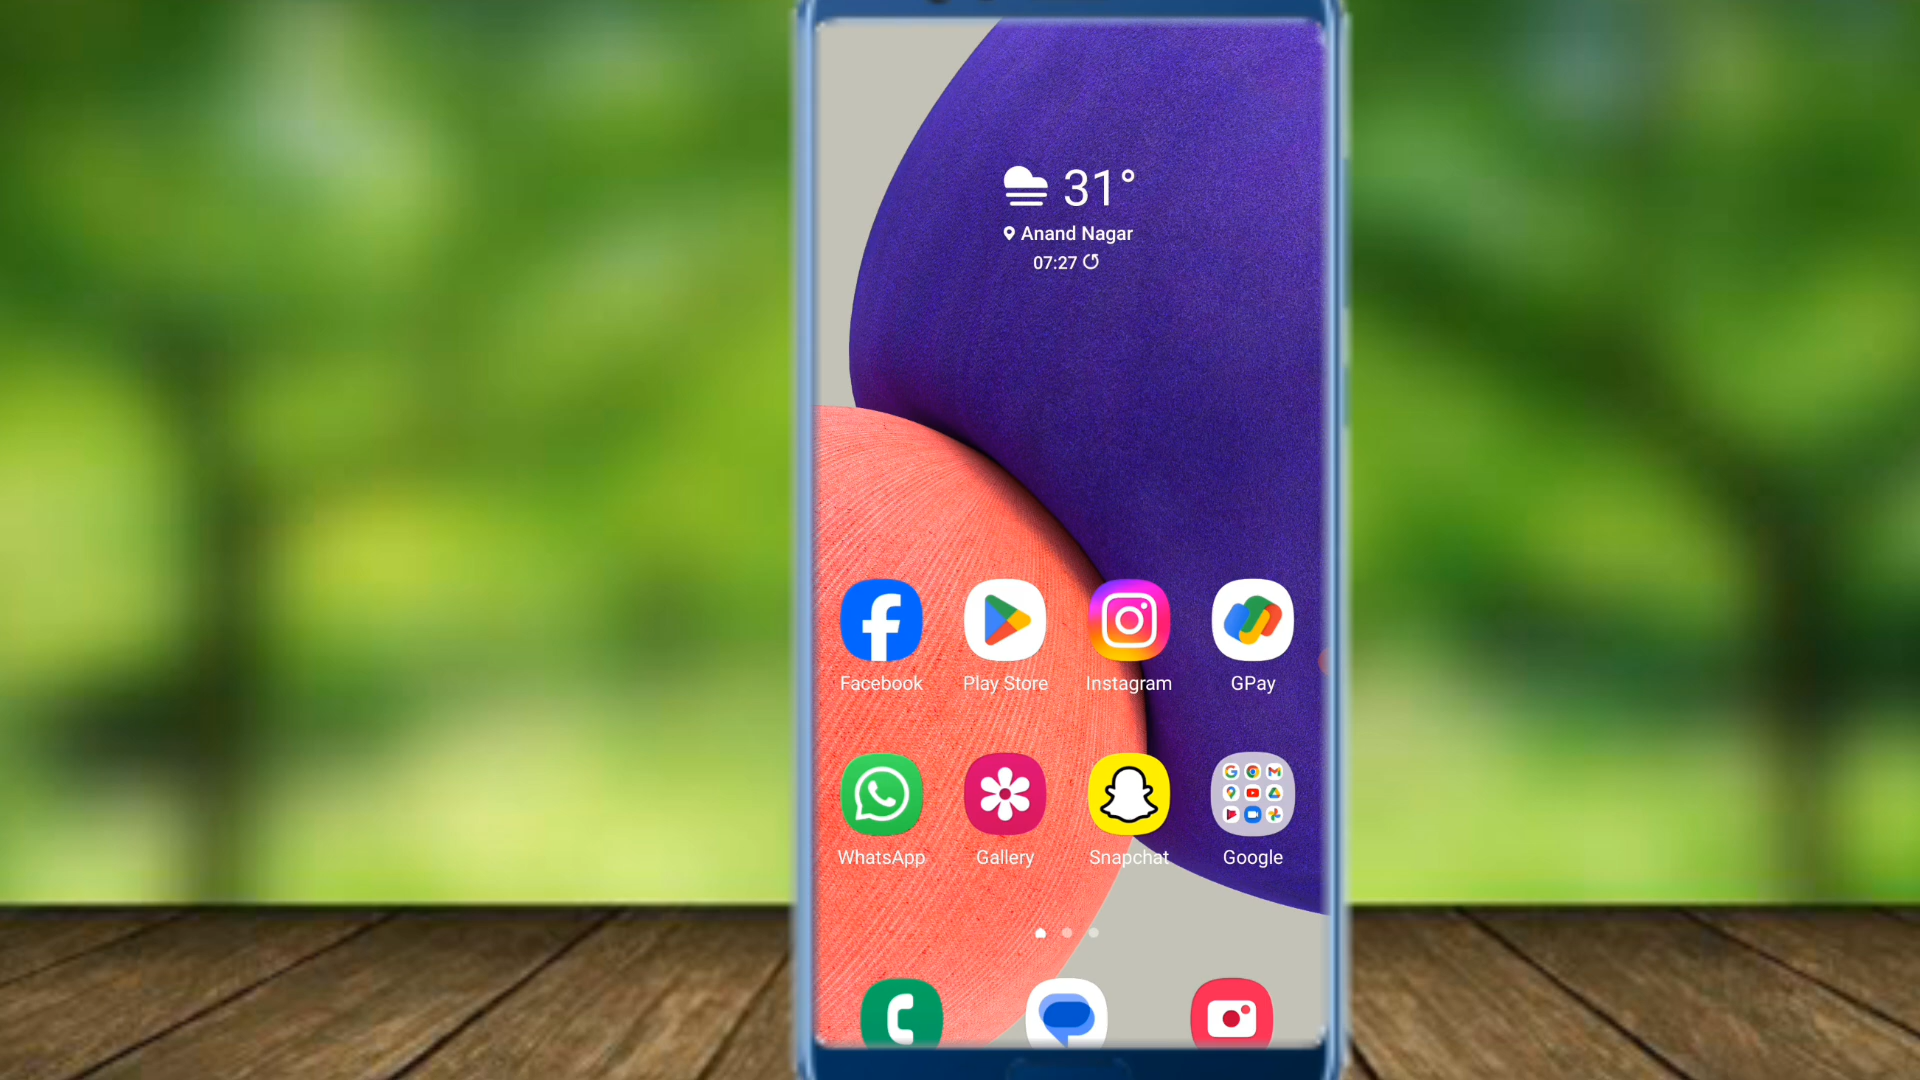 31°
Anand Nagar
07:27
Facebook
Play Store
Instagram
GPay
WhatsApp
Gallery
Snapchat
Google